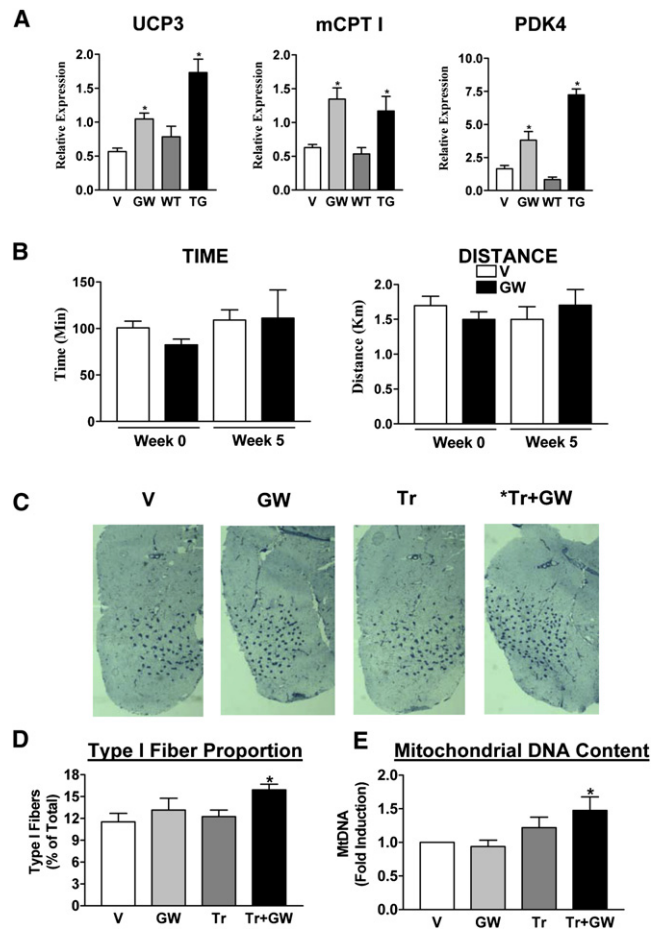 A
UCP3
mCPT I
PDK4
Relative Expression
2.0
1.5
1.0
0.5
0.0
*
*
V GW WT TG
Relative Expression
2.0
1.5
1.0
0.5
0.0
*
*
V GW WT TG
Relative Expression
10.0
7.5
5.0
2.5
0.0
*
*
V GW WT TG
B
TIME
DISTANCE
V
GW
Time (Min)
150
100
50
0
Week 0 Week 5
Distance (Km)
2.0
1.5
1.0
0.5
0.0
Week 0 Week 5
C
V
GW
Tr
*Tr+GW
D
Type I Fiber Proportion
Type I Fibers
(% of Total)
18
15
12
9
6
3
0
*
V GW Tr Tr+GW
E
Mitochondrial DNA Content
MtDNA
(Fold Induction)
2.0
1.5
1.0
0.5
0.0
*
V GW Tr Tr+GW